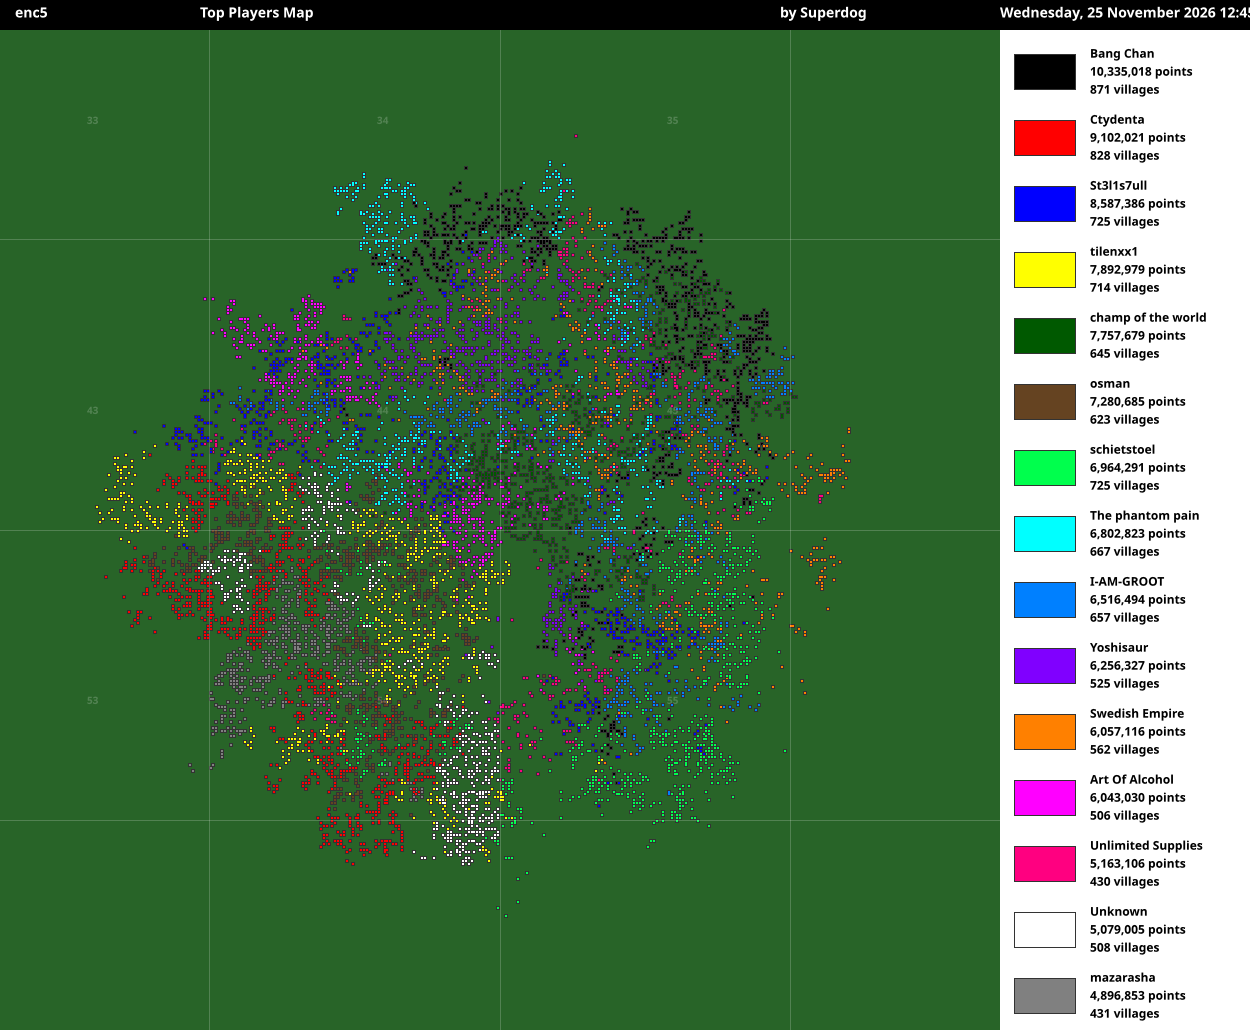 enc5 Top Players Map by Superdog Wednesday, 25 November 2026 12:45
Bang Chan
10,335,018 points
871 villages
33 34 35
Ctydenta
9,102,021 points
828 villages
St3l1s7ull
8,587,386 points
725 villages
tilenxx1
7,892,979 points
714 villages
champ of the world
7,757,679 points
645 villages
osman
7,280,685 points
623 villages
43 44
schietstoel
6,964,291 points
725 villages
The phantom pain
6,802,823 points
667 villages
I-AM-GROOT
6,516,494 points
657 villages
Yoshisaur
6,256,327 points
525 villages
53 55
Swedish Empire
6,057,116 points
562 villages
Art Of Alcohol
6,043,030 points
506 villages
Unlimited Supplies
5,163,106 points
430 villages
Unknown
5,079,005 points
508 villages
mazarasha
4,896,853 points
431 villages